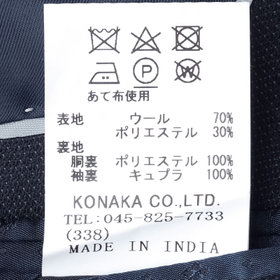 あて布使用
表地 ウール 70%
ポリエステル 30%
裏地
胴裏 ポリエステル 100%
袖裏 キュプラ 100%
KONAKA CO.,LTD.
TEL:045-825-7733
(338)
MADE IN INDIA